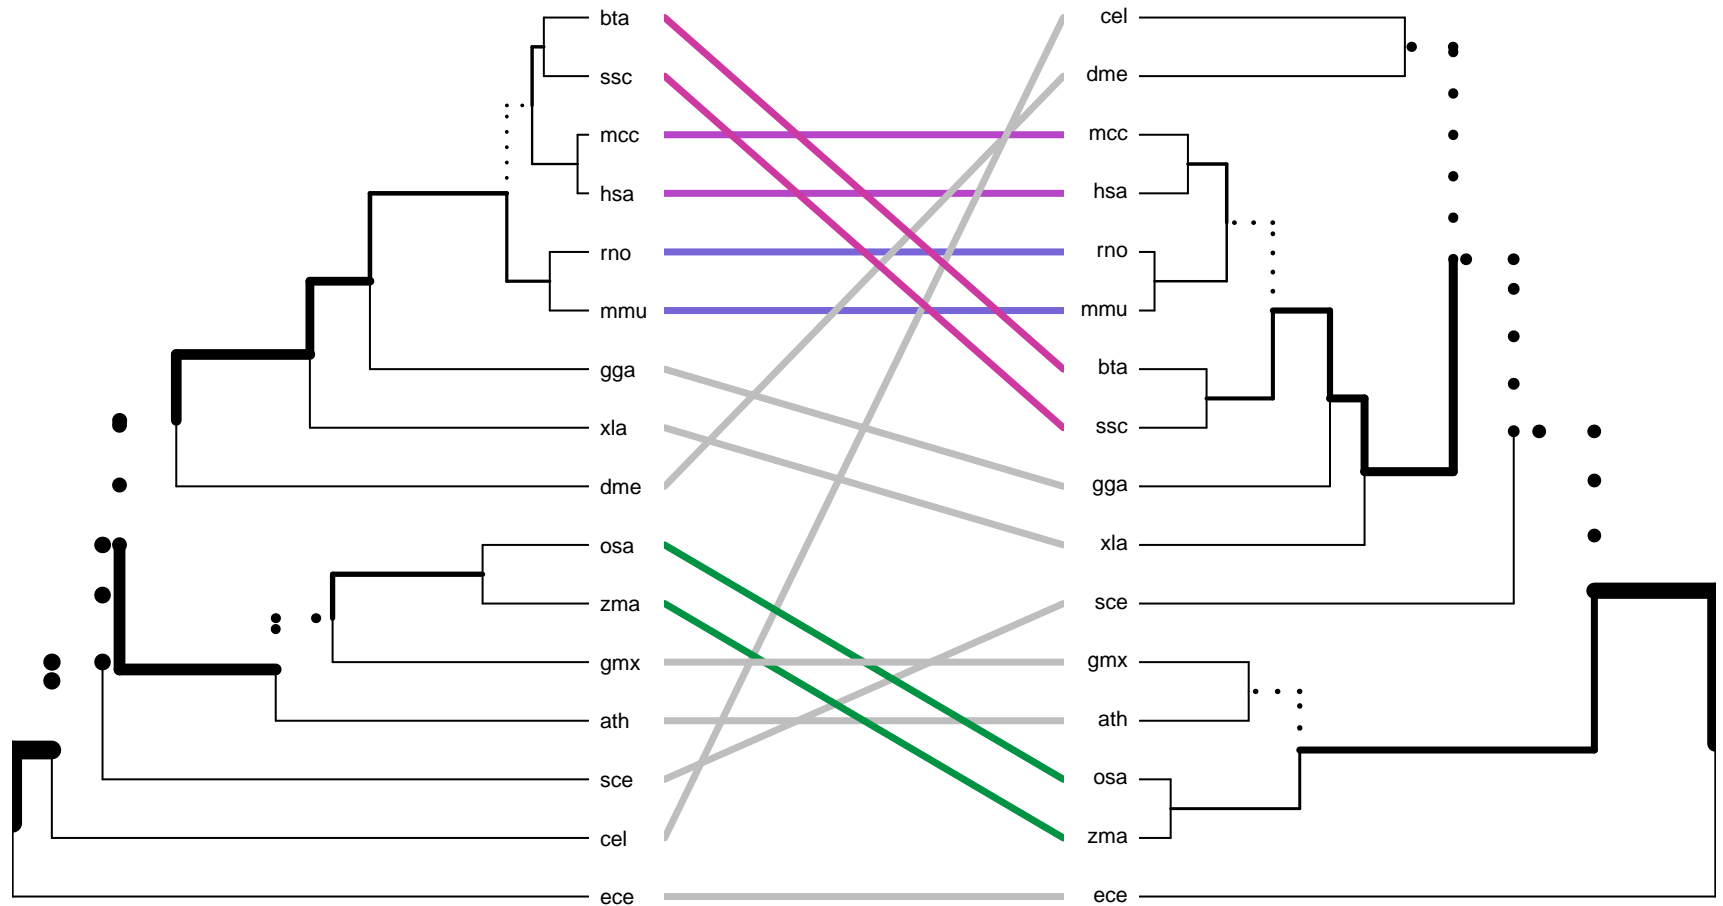 bta
ssc
mcc
hsa
rno
mmu
gga
xla
dme
osa
zma
gmx
ath
sce
cel
ece
cel
dme
mcc
hsa
rno
mmu
bta
ssc
gga
xla
sce
gmx
ath
osa
zma
ece